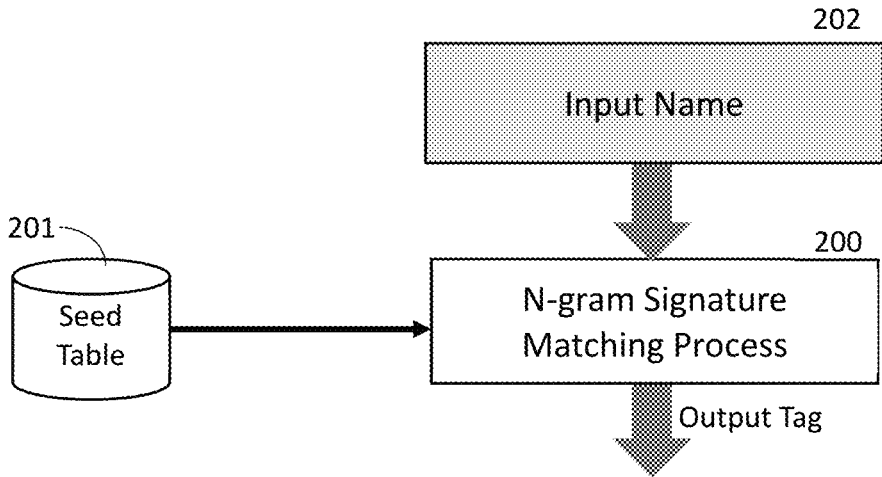 202
Input Name
201
200
Seed
Table
N-gram Signature
Matching Process
Output Tag